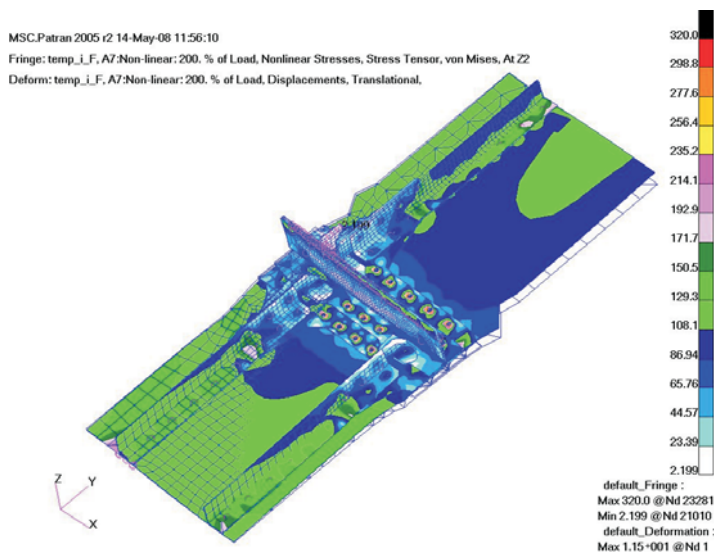 MSC.Patran 2005 r2 14-May-08 11:56:10
Fringe: temp_i_F, A7:Non-linear: 200. % of Load, Nonlinear Stresses, Stress Tensor, von Mises, At Z2
Deform: temp_i_F, A7:Non-linear: 200. % of Load, Displacements, Translational,
320.0
298.8
277.6
256.4
235.2
214.1
192.9
171.7
150.5
129.3
108.1
86.94
65.76
44.57
23.39
2.199
Z
Y
X
default_Fringe :
Max 320.0 @Nd 23281
Min 2.199 @Nd 21010
default_Deformation :
Max 1.15+001 @Nd 1